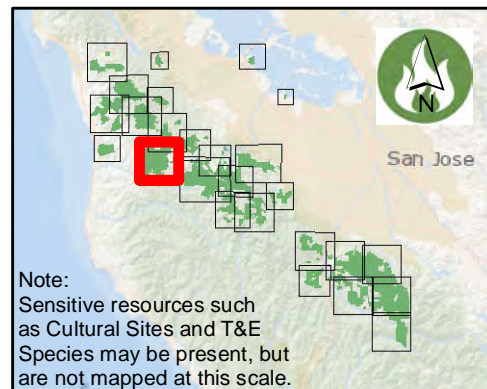 N
San Jose
Note:
Sensitive resources such
as Cultural Sites and T&E
Species may be present, but
are not mapped at this scale.